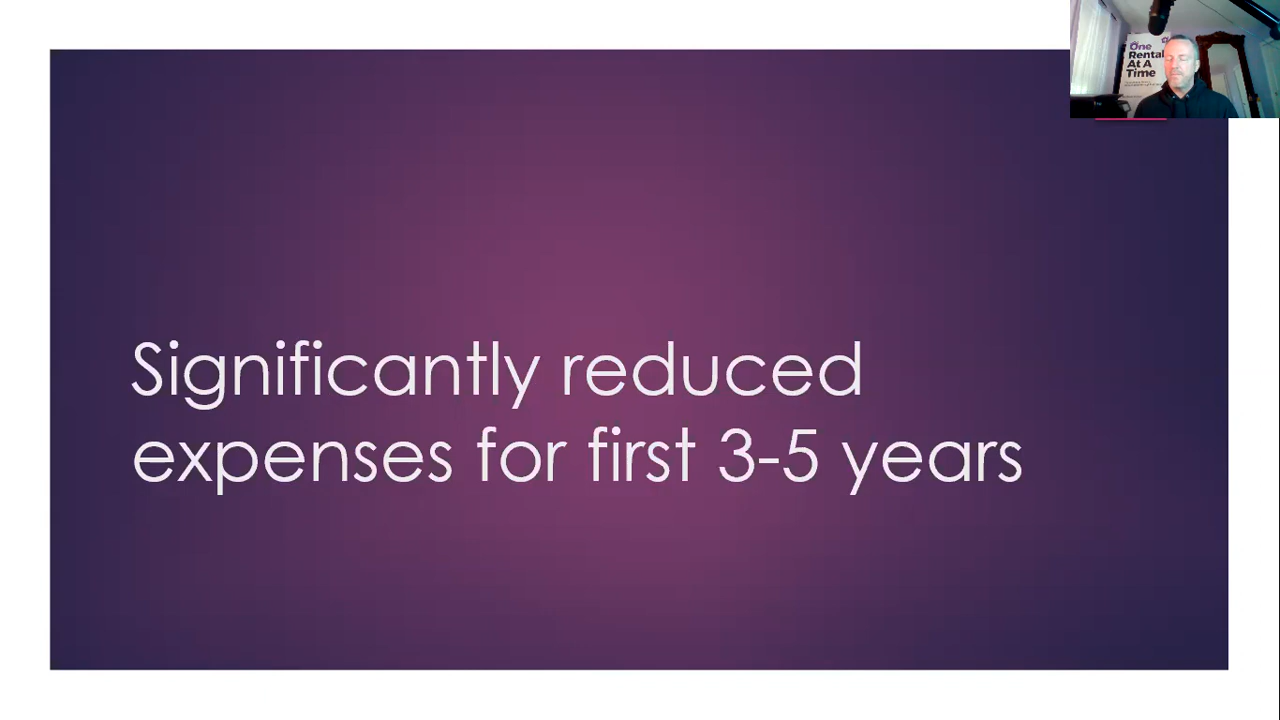 One
Rental
At A
Time
Significantly reduced
expenses for first 3-5 years